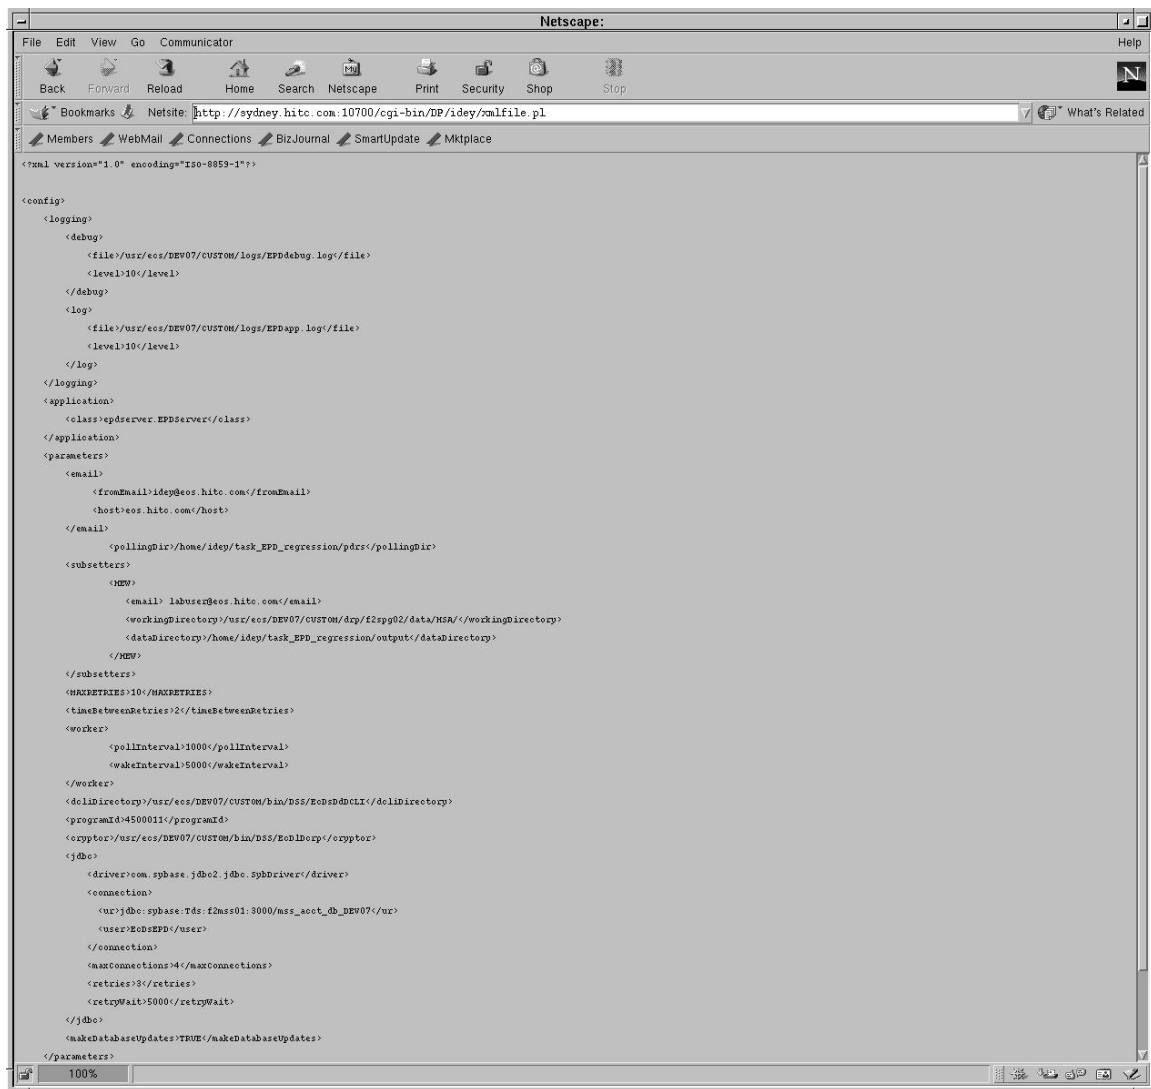 Netscape:
File Edit View Go Communicator Help
Back Forward Reload Home Search Netscape Print Security Shop Stop
My
N
Bookmarks Netsite: http://sydney.hitc.com:10700/cgi-bin/DP/idey/xmlfile.pl What's Related
Members WebMail Connections BizJournal SmartUpdate Mktplace
<?xml version="1.0" encoding="ISO-8859-1"?>
<config>
<logging>
<debug>
<file>/usr/ecs/DEV07/CUSTOM/logs/EPDdebug.log</file>
<level>10</level>
</debug>
<log>
<file>/usr/ecs/DEV07/CUSTOM/logs/EPDapp.log</file>
<level>10</level>
</log>
</logging>
<application>
<class>epdserver.EPDServer</class>
</application>
<parameters>
<email>
<fromEmail>idey@eos.hitc.com</fromEmail>
<host>eos.hitc.com</host>
</email>
<pollingDir>/home/idey/task_EPD_regression/pdrs</pollingDir>
<subsetters>
<HEW>
<email> labuser@eos.hitc.com</email>
<workingDirectory>/usr/ecs/DEV07/CUSTOM/drp/f2spg02/data/HSA/</workingDirectory>
<dataDirectory>/home/idey/task_EPD_regression/output</dataDirectory>
</HEW>
</subsetters>
<MAXRETRIES>10</MAXRETRIES>
<timeBetweenRetries>2</timeBetweenRetries>
<worker>
<pollInterval>1000</pollInterval>
<wakeInterval>5000</wakeInterval>
</worker>
<dcliDirectory>/usr/ecs/DEV07/CUSTOM/bin/DSS/EcDsDdDCLI</dcliDirectory>
<programId>4500011</programId>
<cryptor>/usr/ecs/DEV07/CUSTOM/bin/DSS/EcDlDcrp</cryptor>
<jdbc>
<driver>com.sybase.jdbc2.jdbc.SybDriver</driver>
<connection>
<ur>jdbc:sybase:Tds:f2mss01:3000/mss_acct_db_DEV07</ur>
<user>EcDsEPD</user>
</connection>
<maxConnections>4</maxConnections>
<retries>3</retries>
<retryWait>5000</retryWait>
</jdbc>
<makeDatabaseUpdates>TRUE</makeDatabaseUpdates>
</parameters>
100%